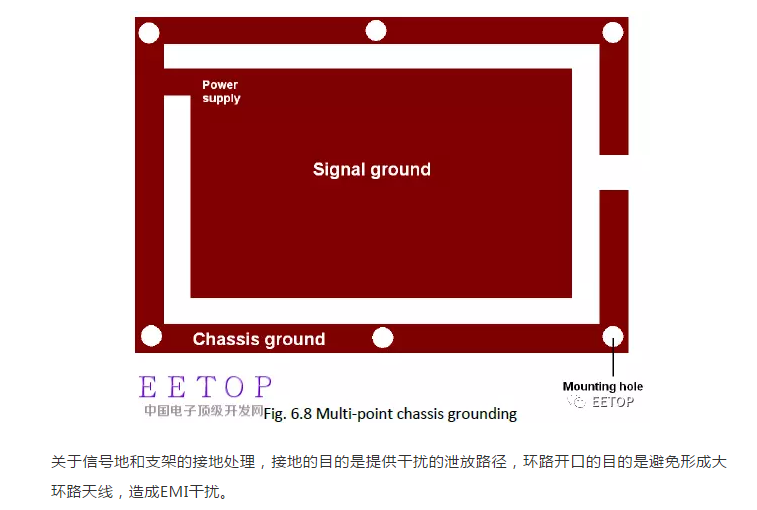 Power
supply
Signal ground
Chassis ground
Mounting hole
EETOP
EETOP
中国电子顶级开发网
Fig. 6.8 Multi-point chassis grounding
关于信号地和支架的接地处理，接地的目的是提供干扰的泄放路径，环路开口的目的是避免形成大
环路天线，造成EMI干扰。